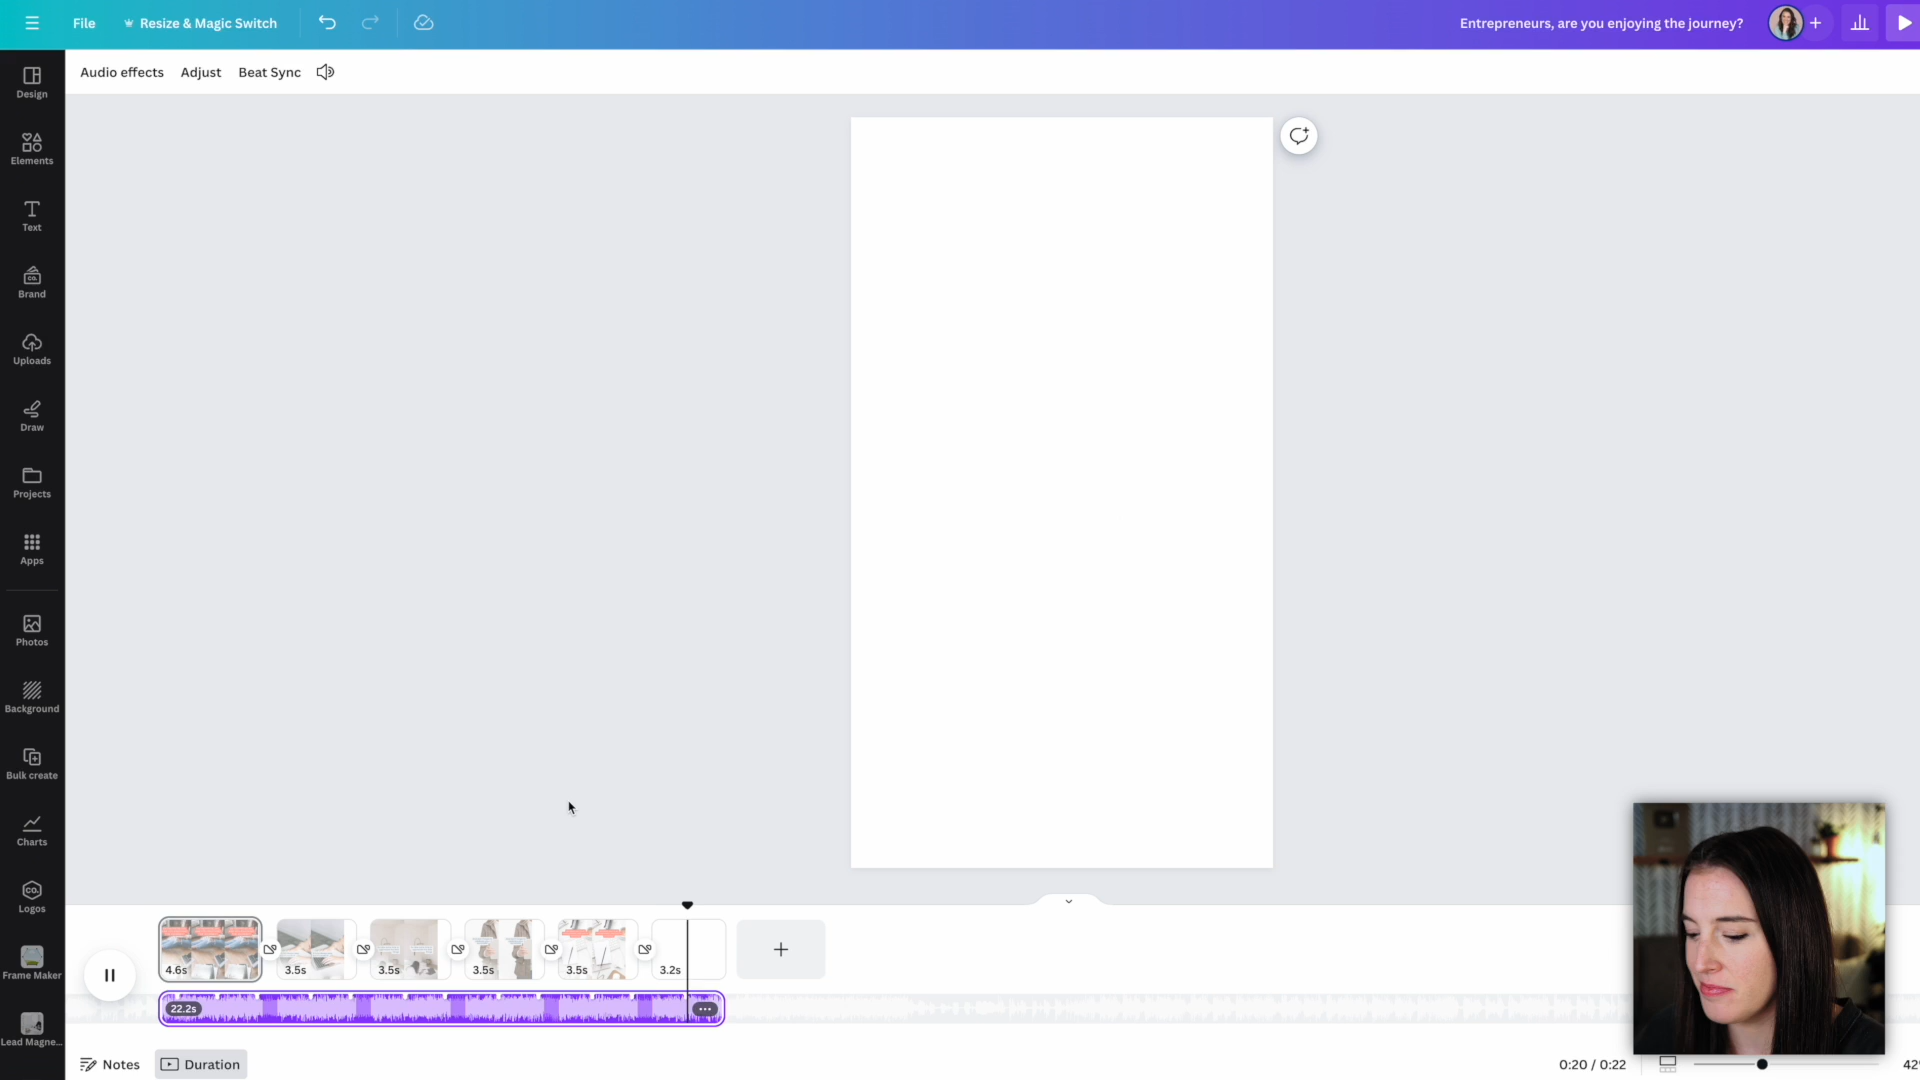 File
Resize & Magic Switch
Entrepreneurs, are you enjoying the journey?
Audio effects
Adjust
Beat Sync
Design
Elements
Text
Brand
Uploads
Draw
Projects
Apps
Photos
Background
Bulk create
Charts
Logos
Frame Maker
Lead Magne...
4.6s
3.5s
3.5s
3.5s
3.5s
3.2s
22.2s
Notes
Duration
0:20 / 0:22